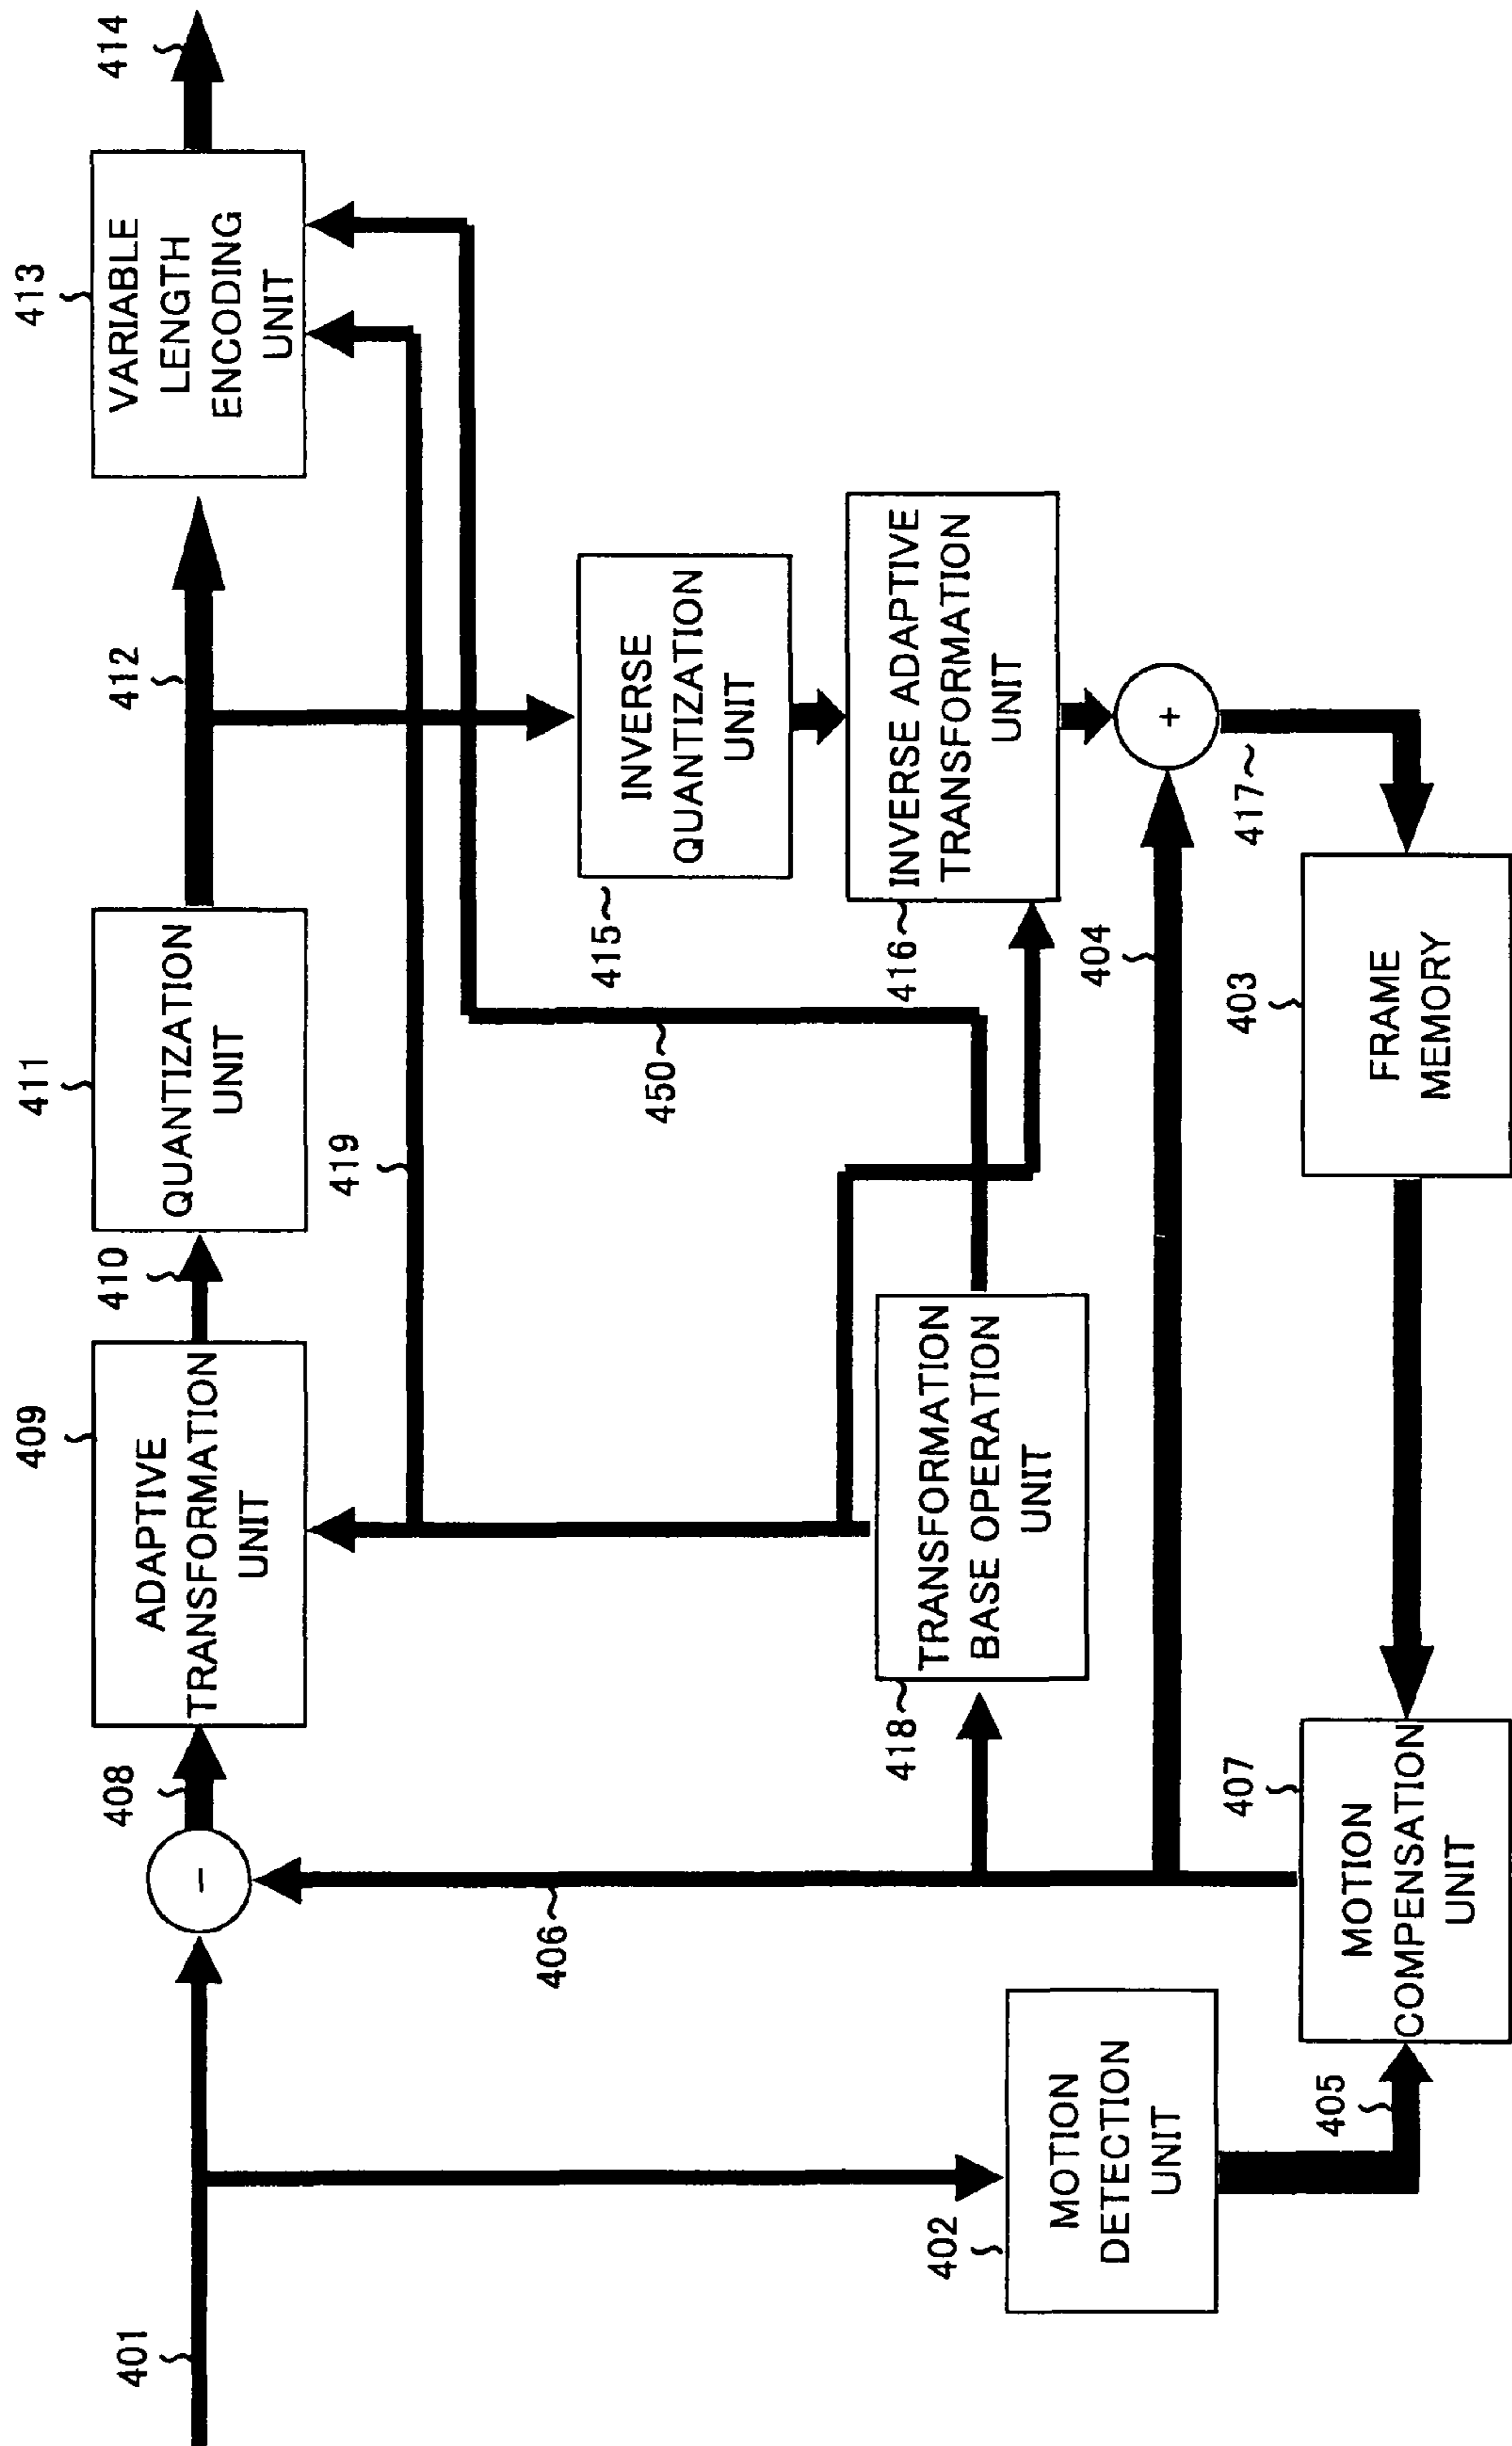 401
408
409
ADAPTIVE
TRANSFORMATION
UNIT
410
411
QUANTIZATION
UNIT
412
413
VARIABLE
LENGTH
ENCODING
UNIT
414
-
419
406
450
415
INVERSE
QUANTIZATION
UNIT
418
TRANSFORMATION
BASE OPERATION
UNIT
416
INVERSE ADAPTIVE
TRANSFORMATION
UNIT
402
MOTION
DETECTION
UNIT
404
+
417
405
407
MOTION
COMPENSATION
UNIT
403
FRAME
MEMORY